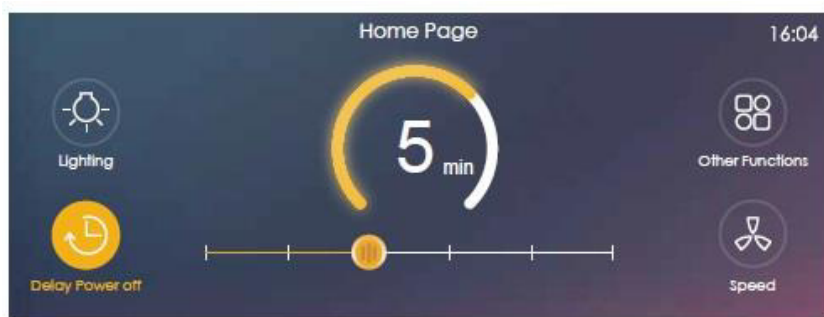 Home Page
16:04
Lighting
5 min
Other Functions
Delay Power off
Speed